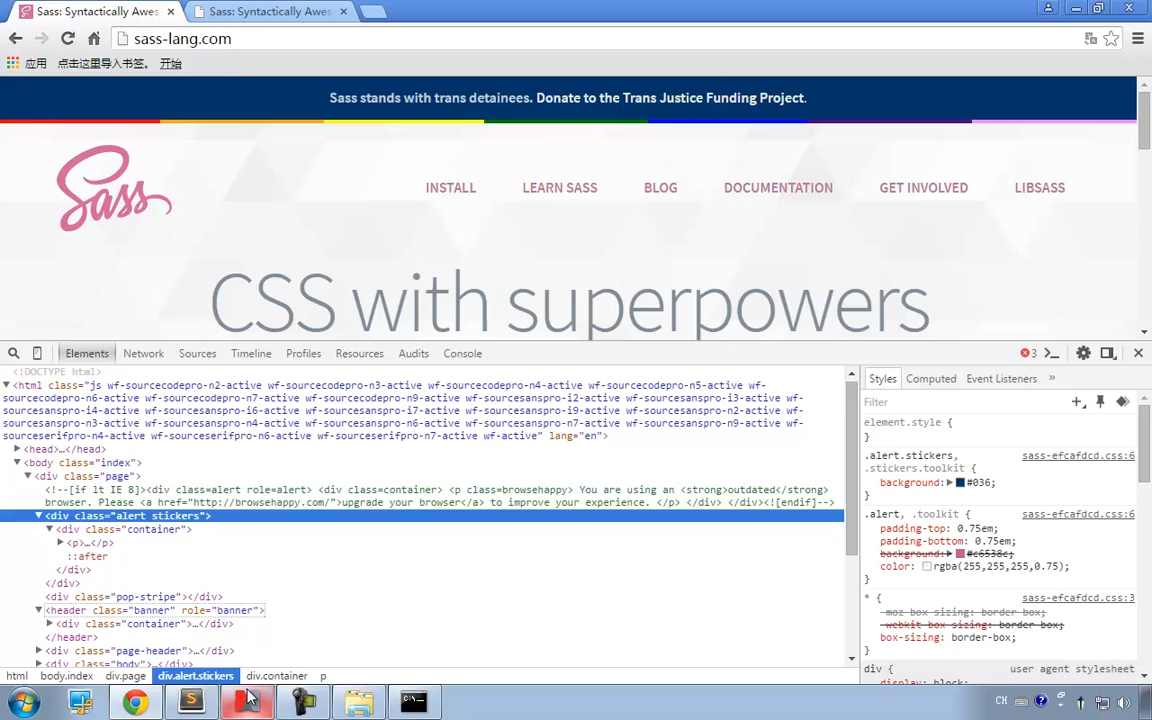 Sass: Syntactically Awes × Sass: Syntactically Awes ×
sass-lang.com
应用 点击这里导入书签。 开始
Sass stands with trans detainees. Donate to the Trans Justice Funding Project.
Sass
INSTALL LEARN SASS BLOG DOCUMENTATION GET INVOLVED LIBSASS
CSS with superpowers
Elements Network Sources Timeline Profiles Resources Audits Console 3
<!DOCTYPE html>
<html class="js wf-sourcecodepro-n2-active wf-sourcecodepro-n3-active wf-sourcecodepro-n4-active wf-sourcecodepro-n5-active wf-
sourcecodepro-n6-active wf-sourcecodepro-n7-active wf-sourcecodepro-n9-active wf-sourcesanspro-i2-active wf-sourcesanspro-i3-active wf-
sourcesanspro-i4-active wf-sourcesanspro-i6-active wf-sourcesanspro-i7-active wf-sourcesanspro-i9-active wf-sourcesanspro-n2-active wf-
sourcesanspro-n3-active wf-sourcesanspro-n4-active wf-sourcesanspro-n6-active wf-sourcesanspro-n7-active wf-sourcesanspro-n9-active wf-
sourceserifpro-n4-active wf-sourceserifpro-n6-active wf-sourceserifpro-n7-active wf-active" lang="en">
<head>…</head>
<body class="index">
<div class="page">
<!--[if lt IE 8]><div class=alert role=alert> <div class=container> <p class=browsehappy> You are using an <strong>outdated</strong>
browser. Please <a href="http://browsehappy.com/">upgrade your browser</a> to improve your experience. </p> </div> </div><![endif]-->
<div class="alert stickers">
<div class="container">
<p>…</p>
::after
</div>
</div>
<div class="pop-stripe"></div>
<header class="banner" role="banner">
<div class="container">…</div>
</header>
<div class="page-header">…</div>
<div class="body">…</div>
html body.index div.page div.alert.stickers div.container p
Styles Computed Event Listeners »
Filter
element.style {
}
.alert.stickers, sass-efcafdcd.css:6
.stickers.toolkit {
background: #036;
}
.alert, .toolkit { sass-efcafdcd.css:6
padding-top: 0.75em;
padding-bottom: 0.75em;
background: #c6538c;
color: rgba(255,255,255,0.75);
}
* { sass-efcafdcd.css:3
-moz-box-sizing: border-box;
-webkit-box-sizing: border-box;
box-sizing: border-box;
}
div { user agent stylesheet
display: block;
CH